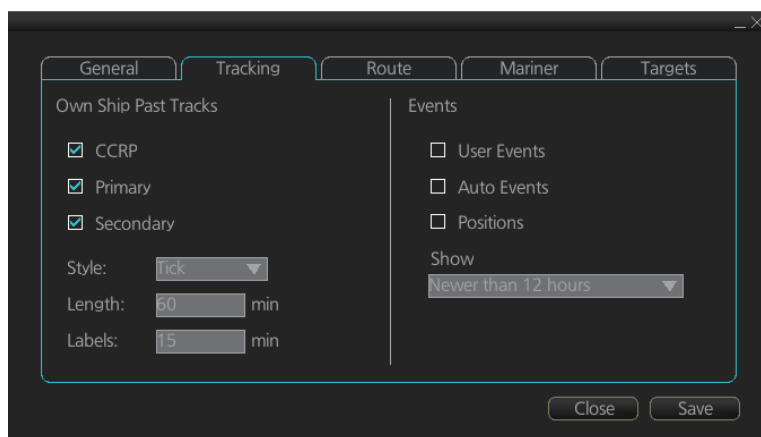 General Tracking Route Mariner Targets
Own Ship Past Tracks
CCRP
Primary
Secondary
Style: Tick
Length: 60 min
Labels: 15 min
Events
User Events
Auto Events
Positions
Show
Newer than 12 hours
Close Save